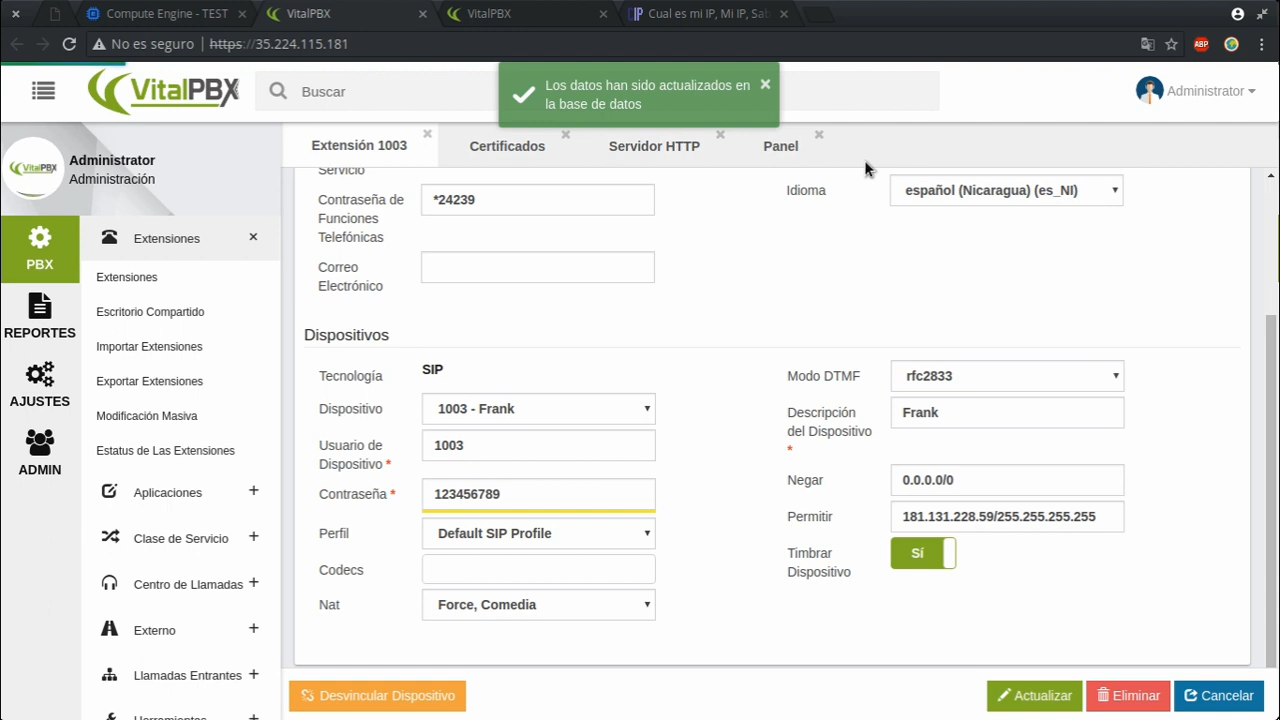 Compute Engine - TEST
VitalPBX
VitalPBX
Cual es mi IP, Mi IP, Sab
No es seguro
https://35.224.115.181
ABP
VitalPBX
Buscar
Los datos han sido actualizados en
la base de datos
Administrator
VitalPBX
Administrator
Administración
Extensión 1003
Certificados
Servidor HTTP
Panel
PBX
REPORTES
AJUSTES
ADMIN
Extensiones
Extensiones
Escritorio Compartido
Importar Extensiones
Exportar Extensiones
Modificación Masiva
Estatus de Las Extensiones
Aplicaciones
Clase de Servicio
Centro de Llamadas
Externo
Llamadas Entrantes
Herramientas
Servicio
Contraseña de
Funciones
Telefónicas
*24239
Correo
Electrónico
Idioma
español (Nicaragua) (es_NI)
Dispositivos
Tecnología
SIP
Dispositivo
1003 - Frank
Usuario de
Dispositivo *
1003
Contraseña *
123456789
Perfil
Default SIP Profile
Codecs
Nat
Force, Comedia
Modo DTMF
rfc2833
Descripción
del Dispositivo
*
Frank
Negar
0.0.0.0/0
Permitir
181.131.228.59/255.255.255.255
Timbrar
Dispositivo
Sí
Desvincular Dispositivo
Actualizar
Eliminar
Cancelar